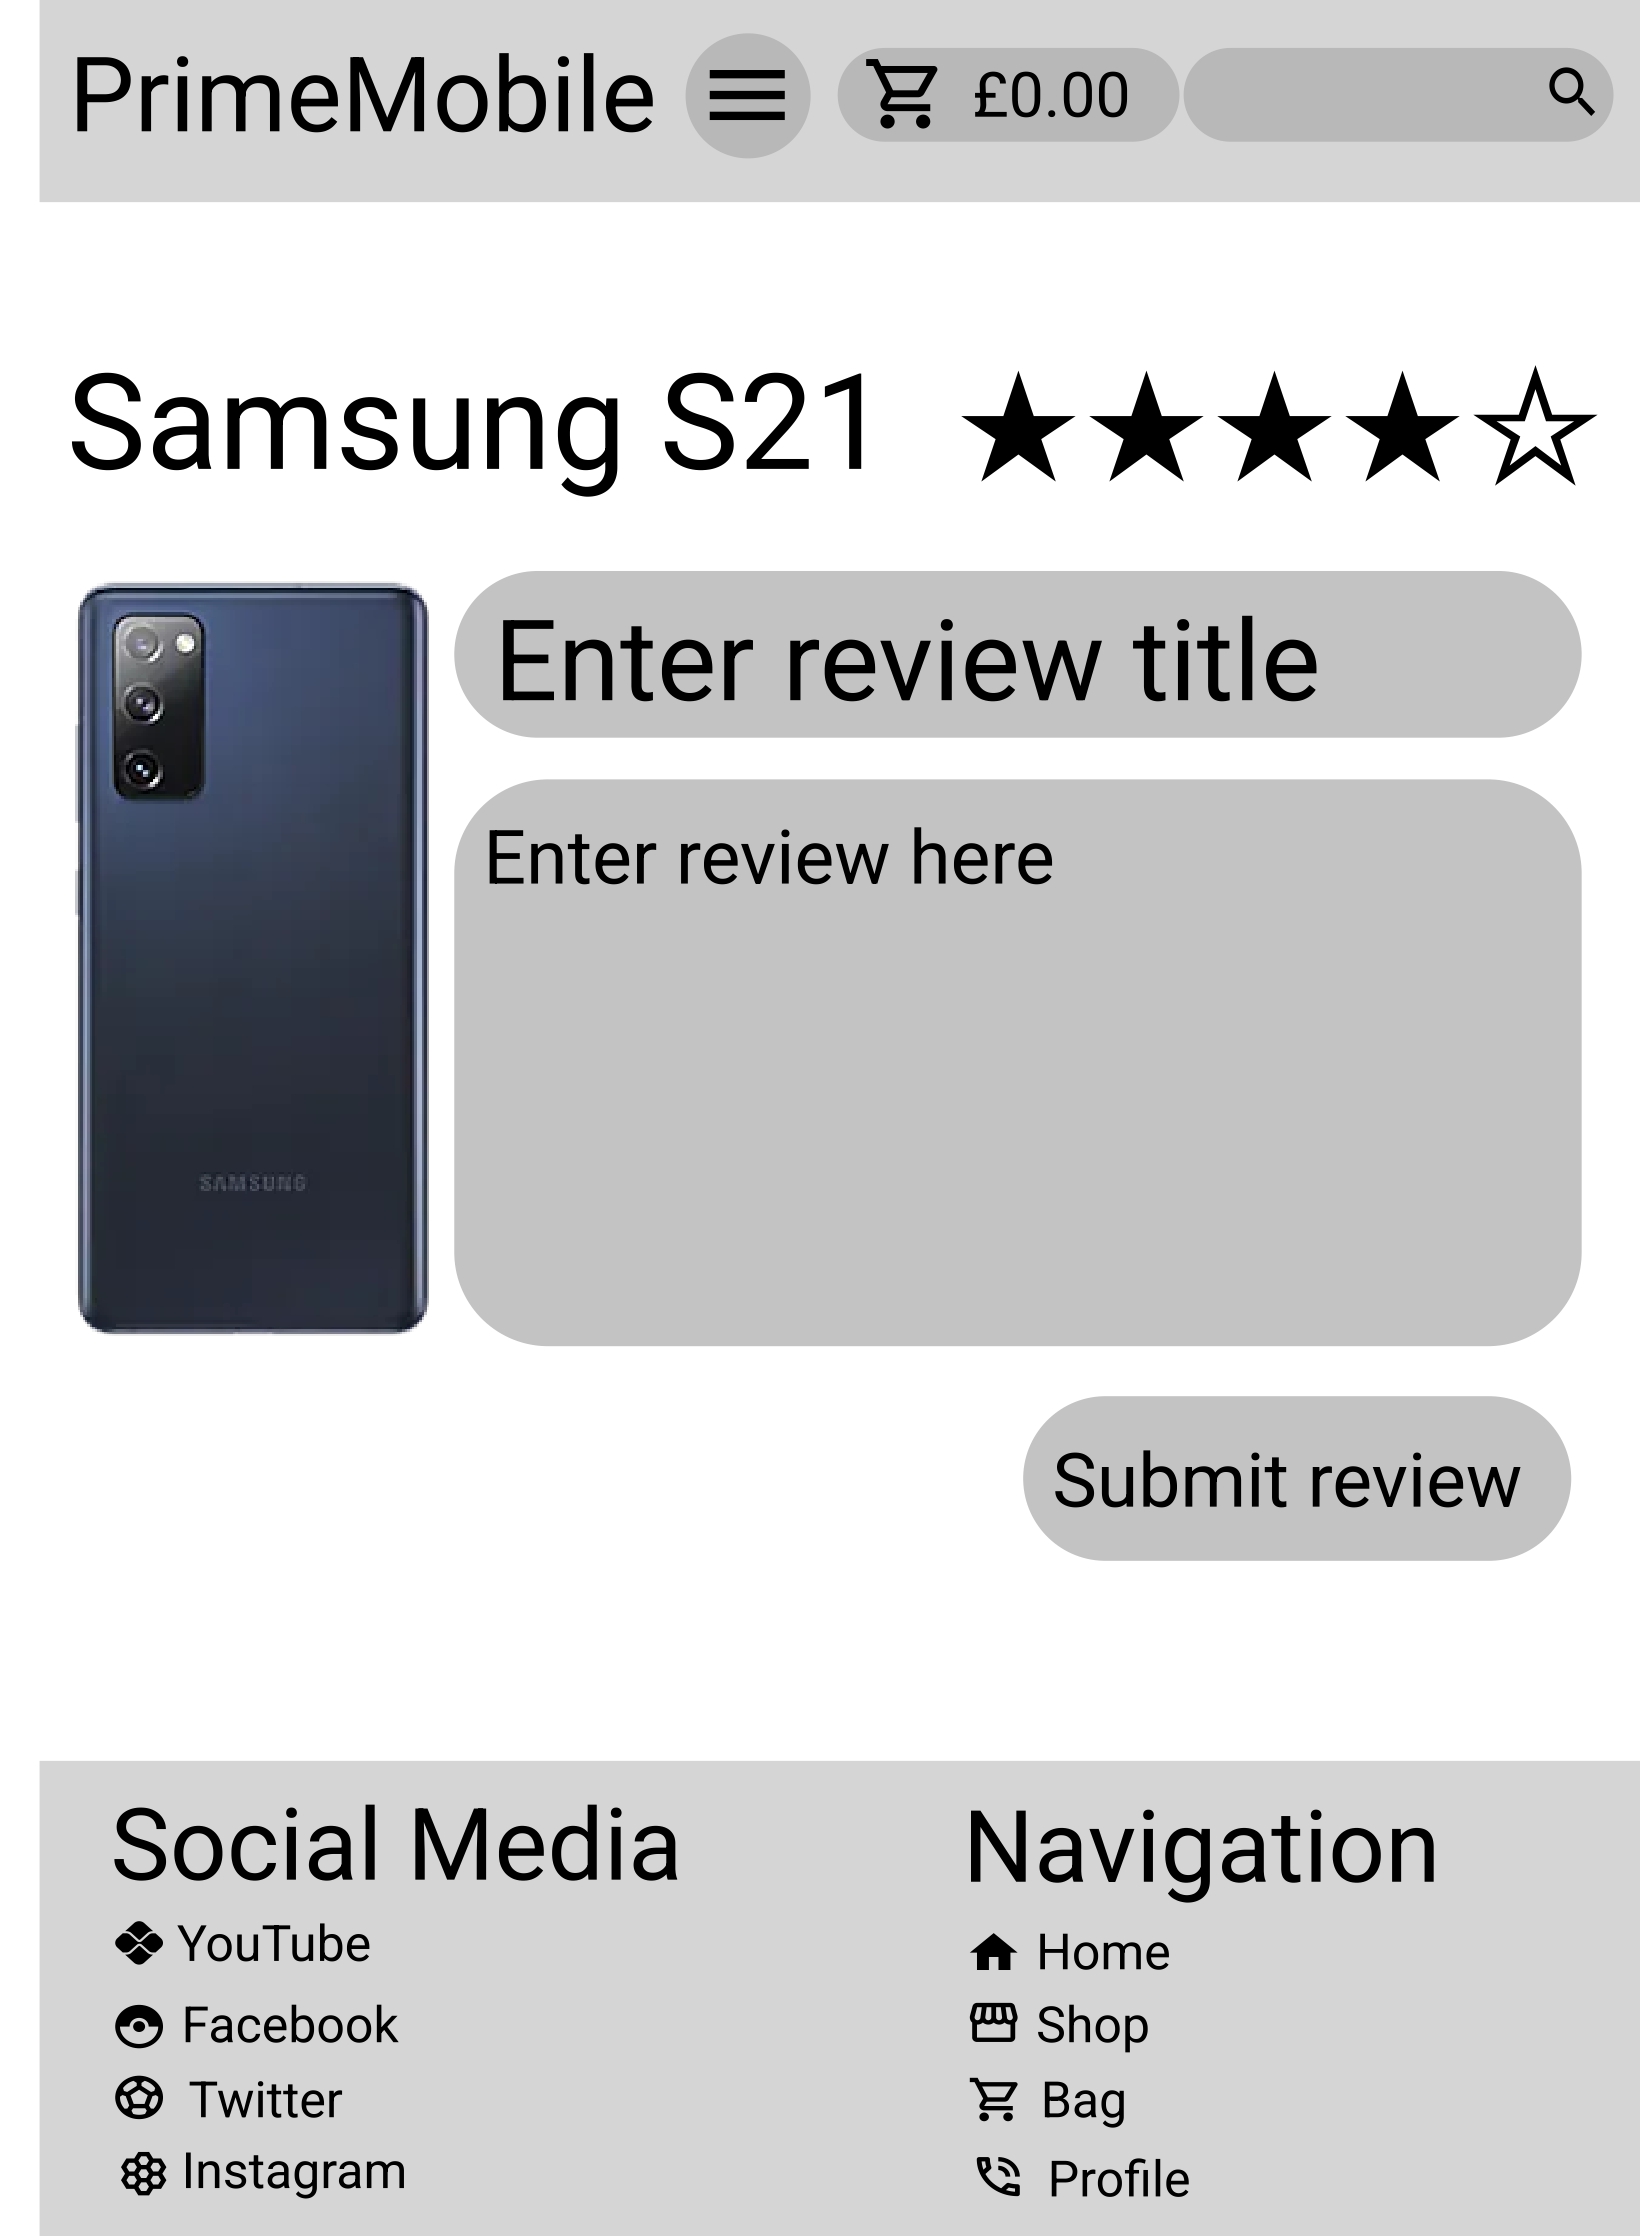 PrimeMobile
£0.00
Samsung S21
Enter review title
Enter review here
SAMSUNG
Submit review
Social Media
YouTube
Facebook
Twitter
Instagram
Navigation
Home
Shop
Bag
Profile